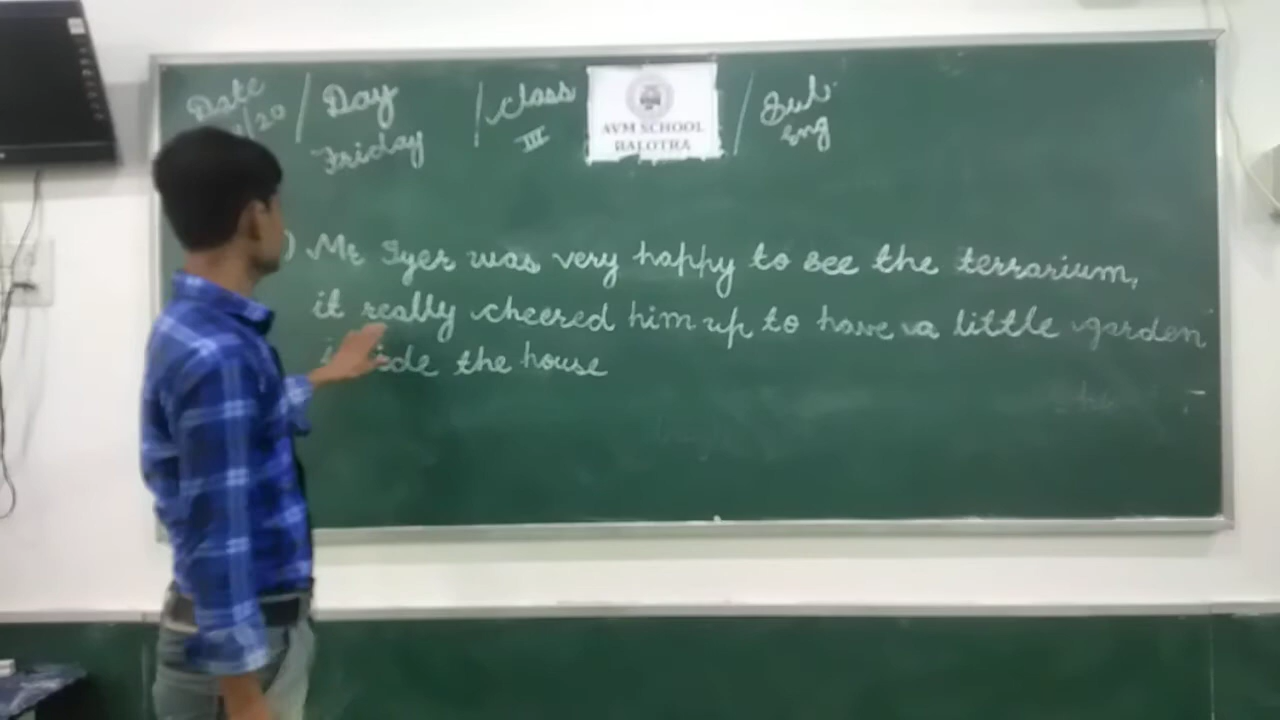 Date / Day | Class AVM SCHOOL / Sub.
/20 Friday III BALOTRA Eng
) Mr Iyer was very happy to see the terrarium,
it really cheered him up to have a little garden
the house